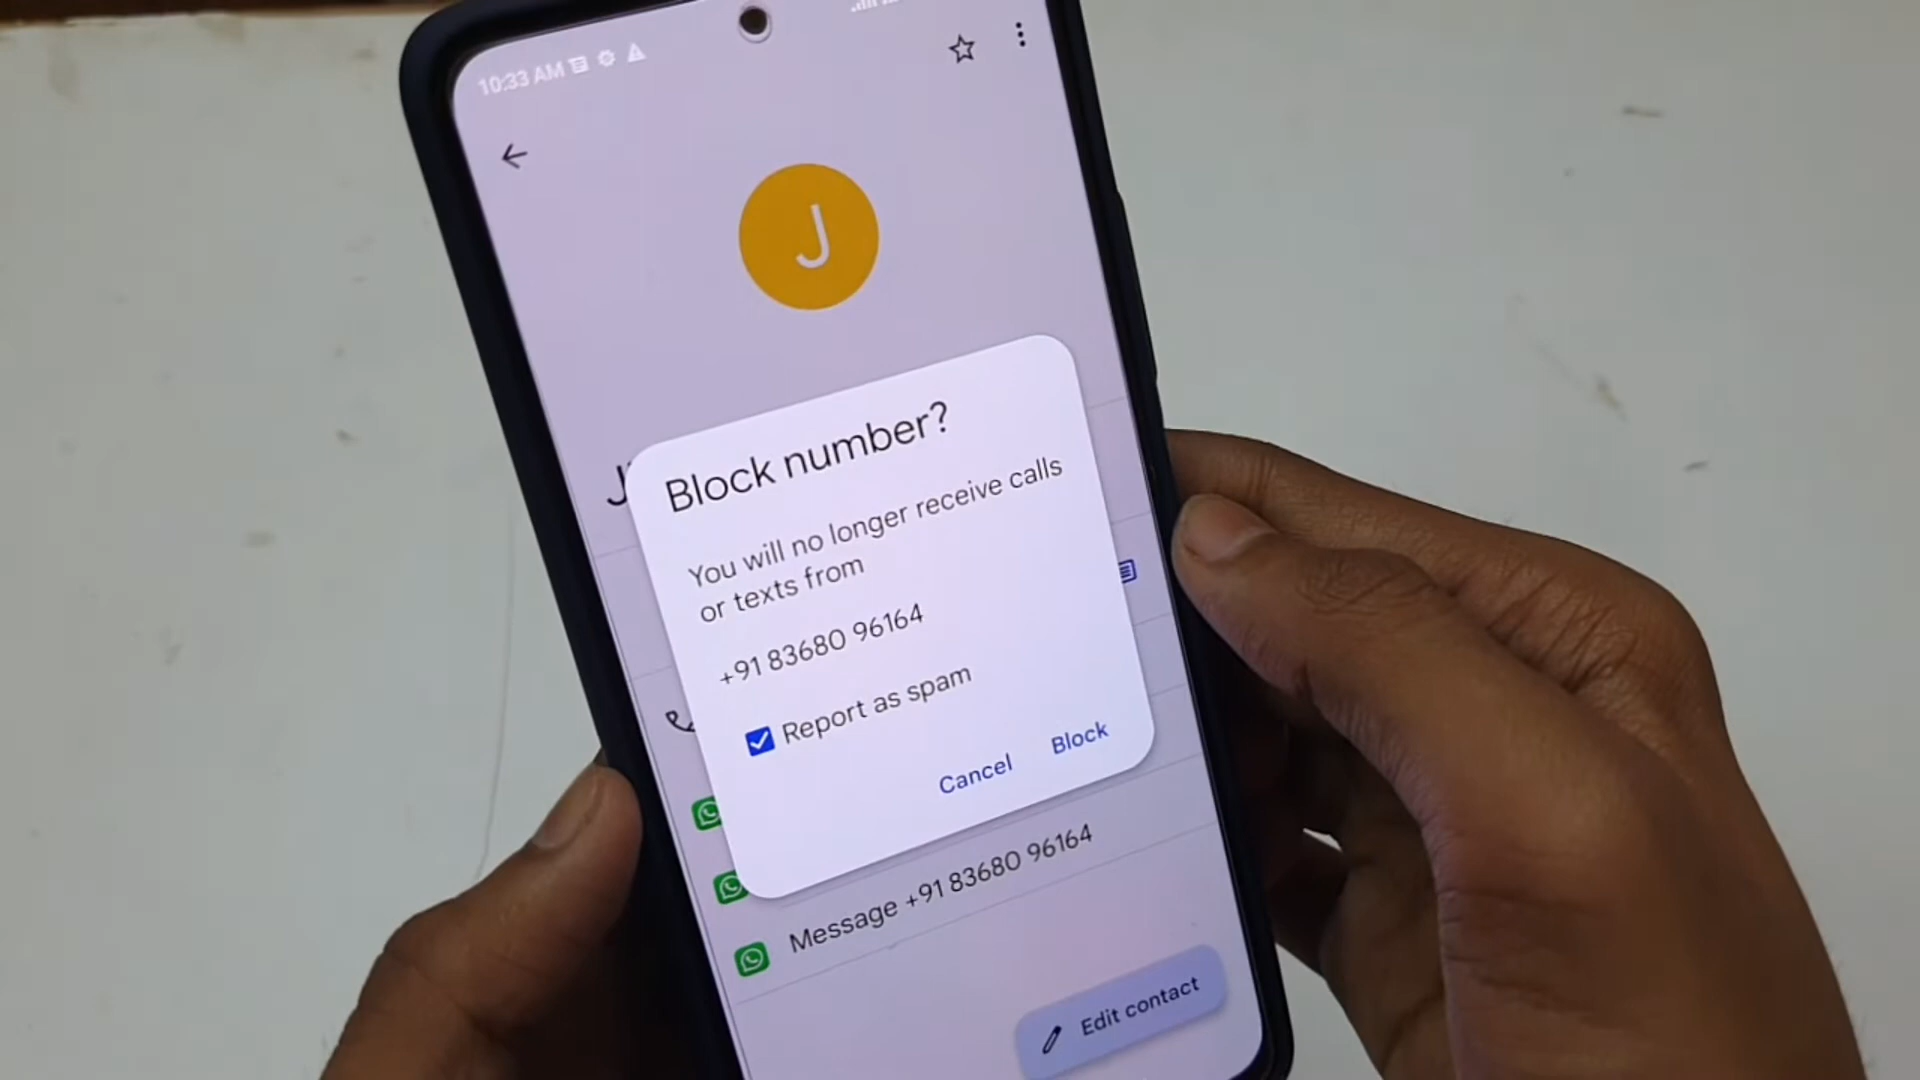 10:33 AM
J
J
Block number?
You will no longer receive calls
or texts from
+91 83680 96164
Report as spam
Cancel Block
Message +91 83680 96164
Edit contact